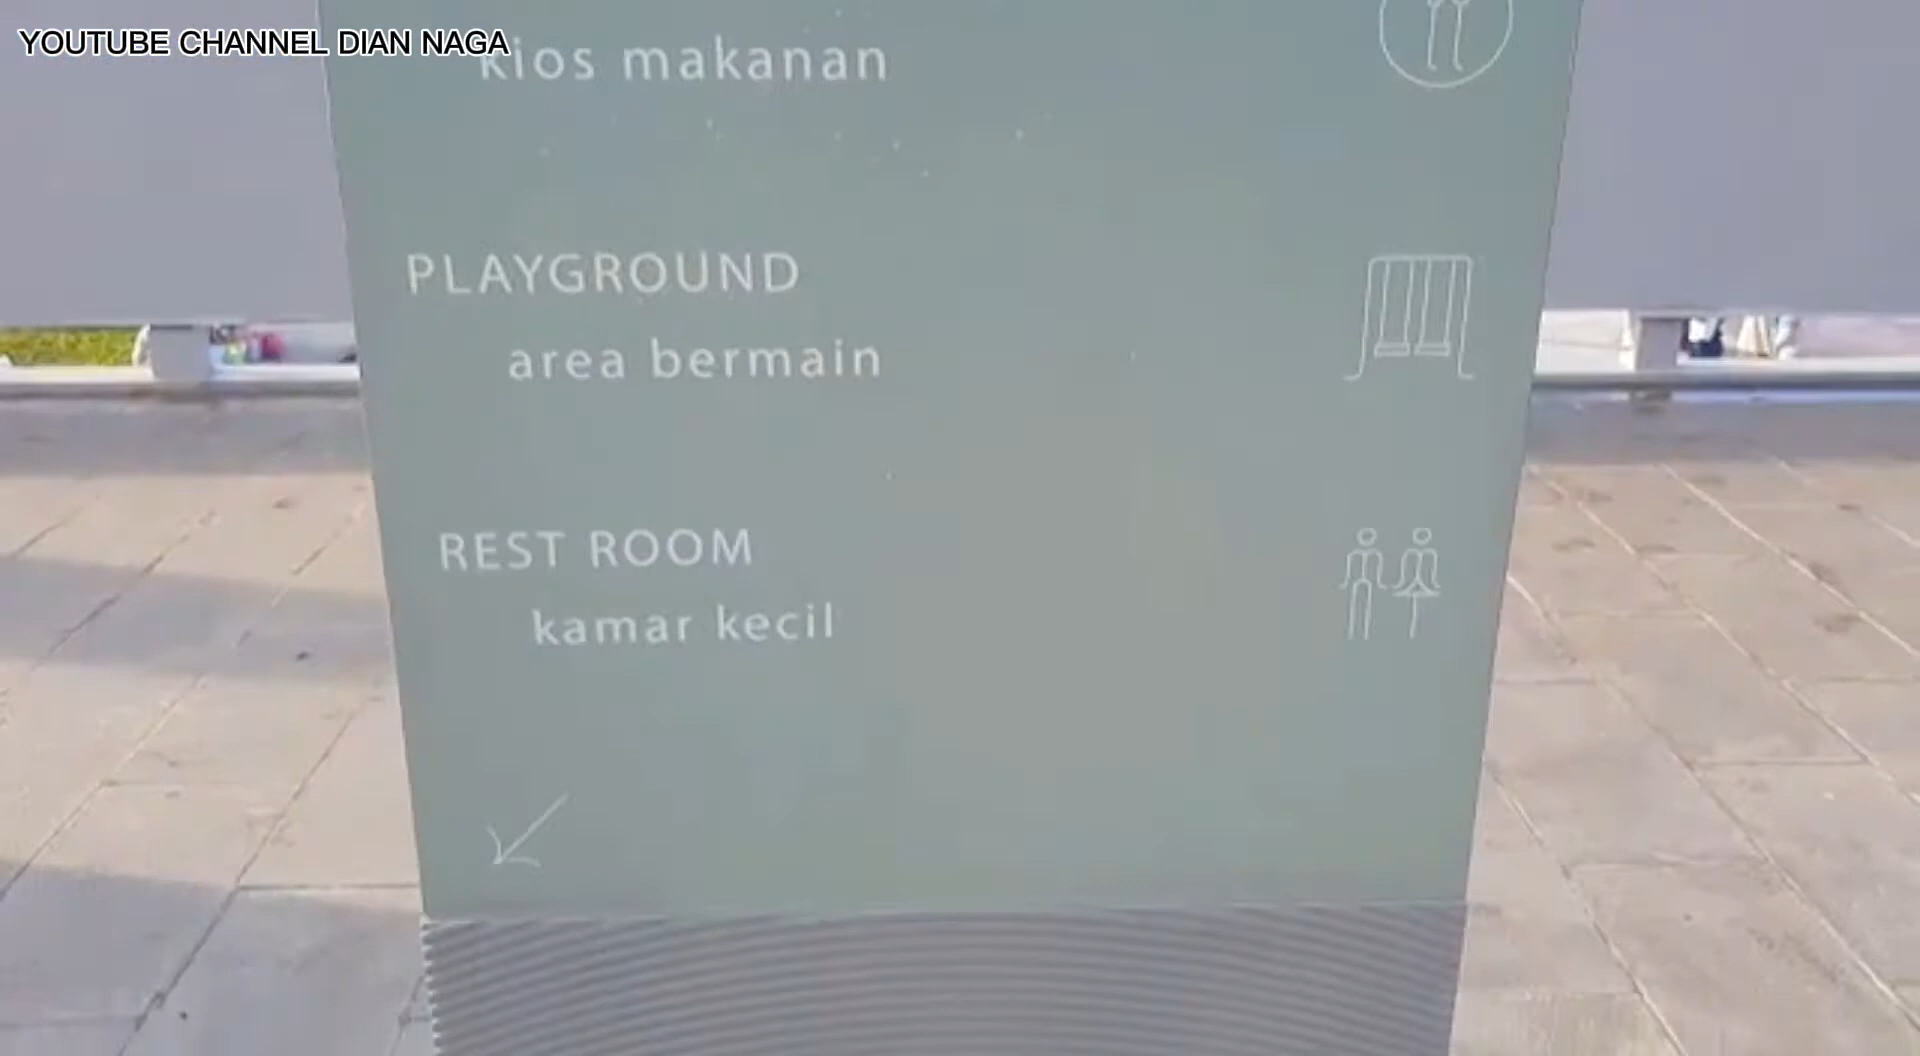 YOUTUBE CHANNEL DIAN NAGA
kios makanan
PLAYGROUND
area bermain
REST ROOM
kamar kecil